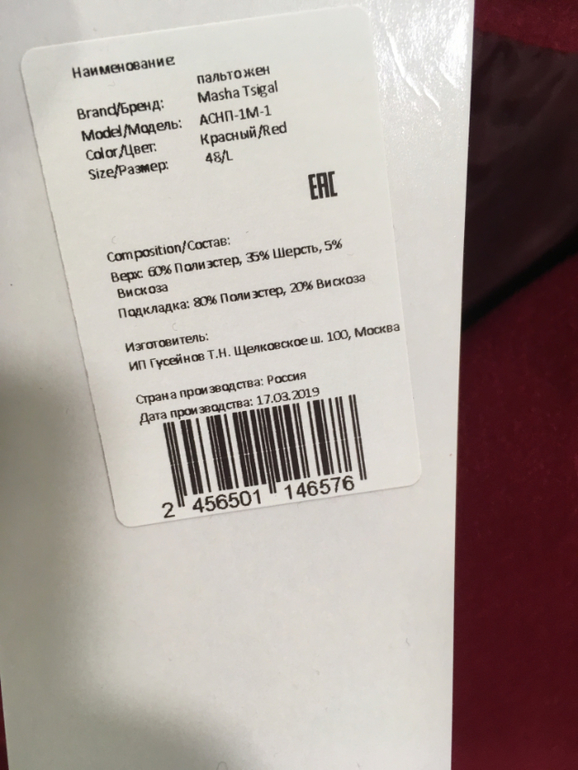 Наименование
пальто жен
Brand/Бренд: Masha Tsigal
Model/Модель: АСНП-1М-1
Color/Цвет: Красный/Red
Size/Размер: 48/L
EAC
Composition/Состав:
Верх: 60% Полиэстер, 35% Шерсть, 5%
Вискоза
Подкладка: 80% Полиэстер, 20% Вискоза
Изготовитель:
ИП Гусейнов Т.Н. Щелковское ш. 100, Москва
Страна производства: Россия
Дата производства: 17.03.2019
2 456501 146576